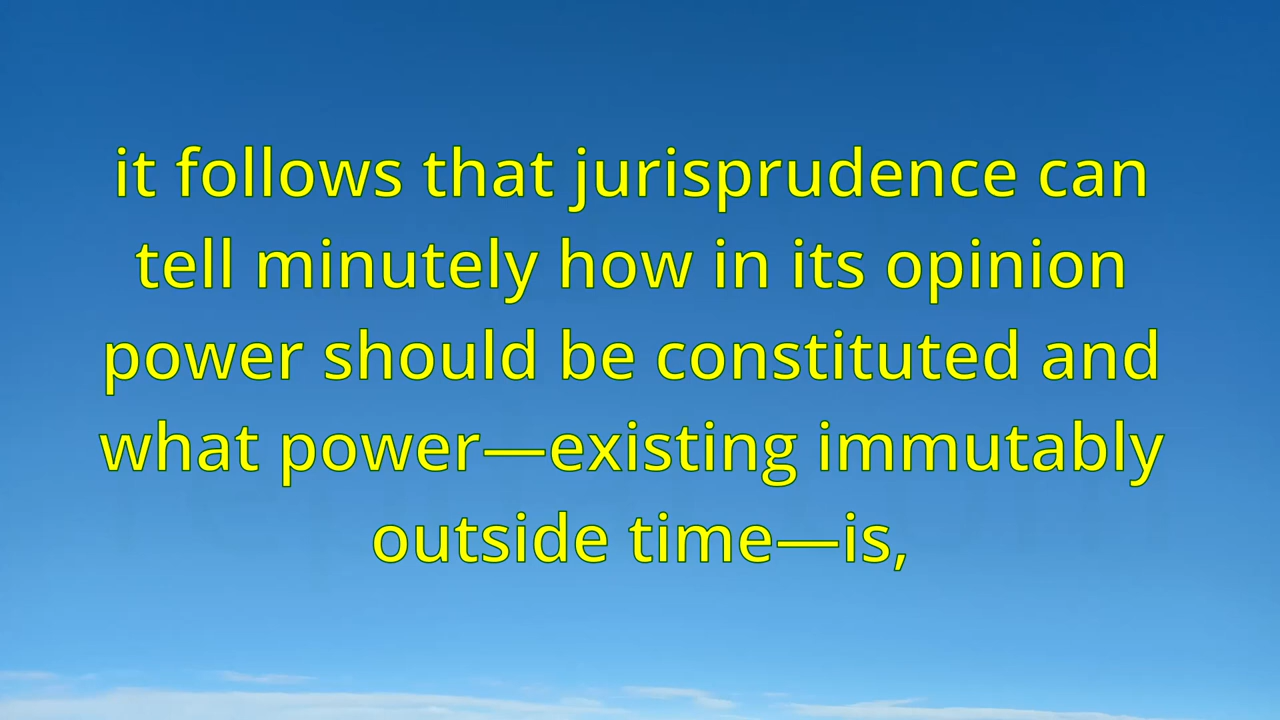 it follows that jurisprudence can
tell minutely how in its opinion
power should be constituted and
what power—existing immutably
outside time—is,